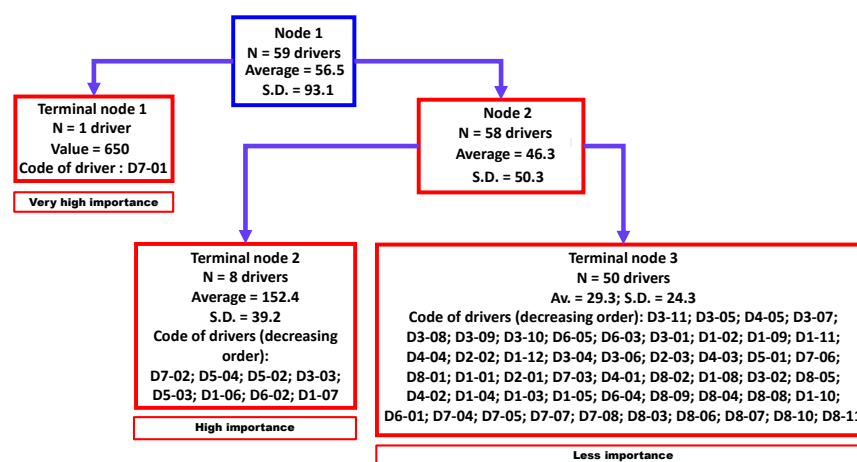 Node 1
N = 59 drivers
Average = 56.5
S.D. = 93.1
Terminal node 1
N = 1 driver
Value = 650
Code of driver : D7-01
Very high importance
Node 2
N = 58 drivers
Average = 46.3
S.D. = 50.3
Terminal node 2
N = 8 drivers
Average = 152.4
S.D. = 39.2
Code of drivers (decreasing
order):
D7-02; D5-04; D5-02; D3-03;
D5-03; D1-06; D6-02; D1-07
High importance
Terminal node 3
N = 50 drivers
Av. = 29.3; S.D. = 24.3
Code of drivers (decreasing order): D3-11; D3-05; D4-05; D3-07;
D3-08; D3-09; D3-10; D6-05; D6-03; D3-01; D1-02; D1-09; D1-11;
D4-04; D2-02; D1-12; D3-04; D3-06; D2-03; D4-03; D5-01; D7-06;
D8-01; D1-01; D2-01; D7-03; D4-01; D8-02; D1-08; D3-02; D8-05;
D4-02; D1-04; D1-03; D1-05; D6-04; D8-09; D8-04; D8-08; D1-10;
D6-01; D7-04; D7-05; D7-07; D7-08; D8-03; D8-06; D8-07; D8-10; D8-11
Less importance